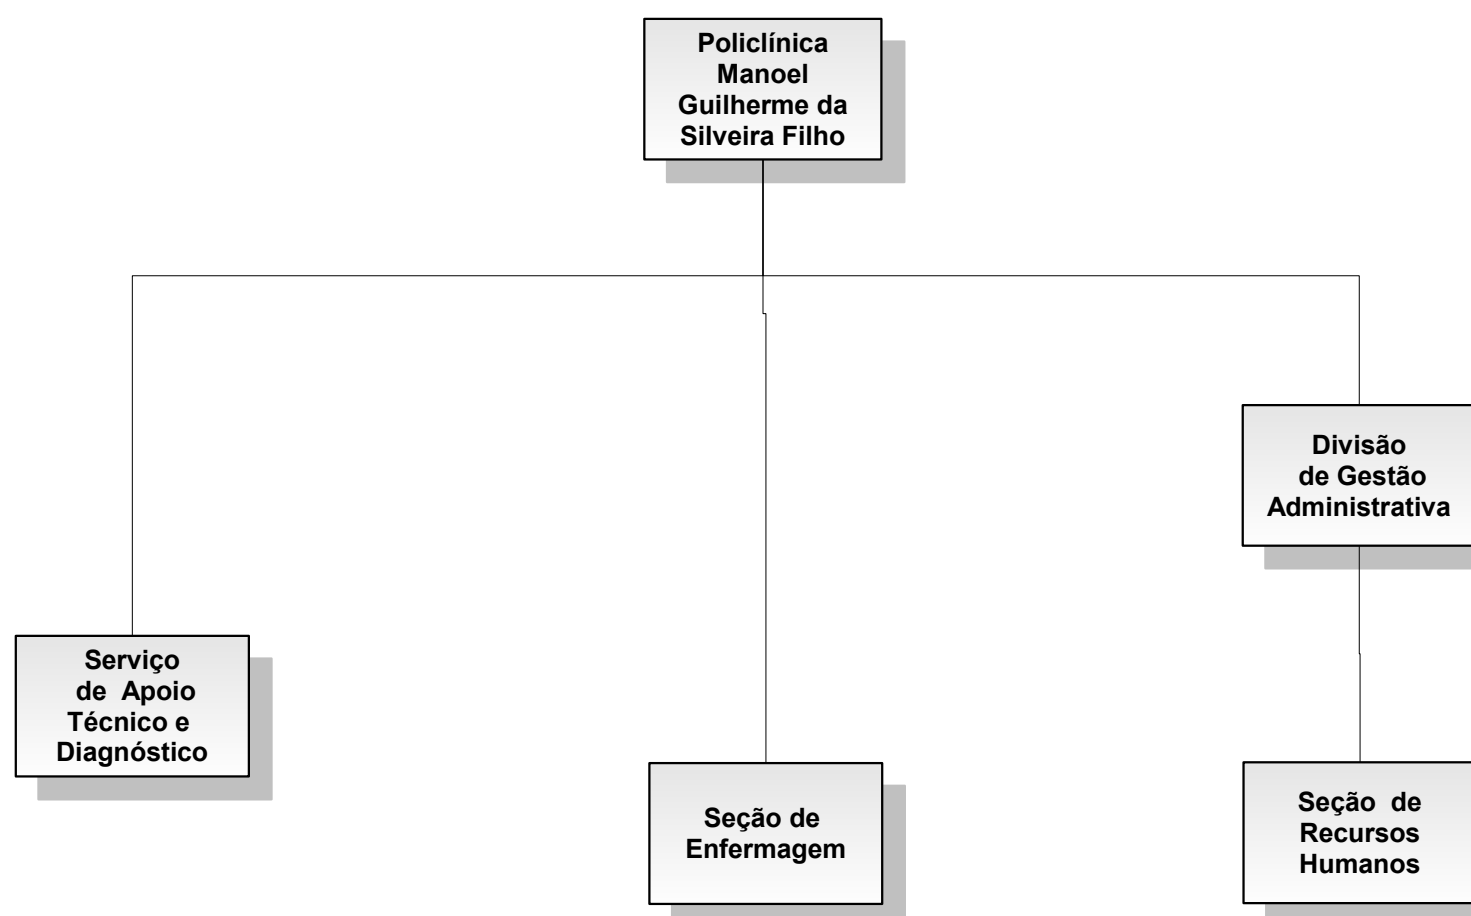 Policlínica
Manoel
Guilherme da
Silveira Filho
Divisão
de Gestão
Administrativa
Serviço
de Apoio
Técnico e
Diagnóstico
Seção de
Enfermagem
Seção de
Recursos
Humanos